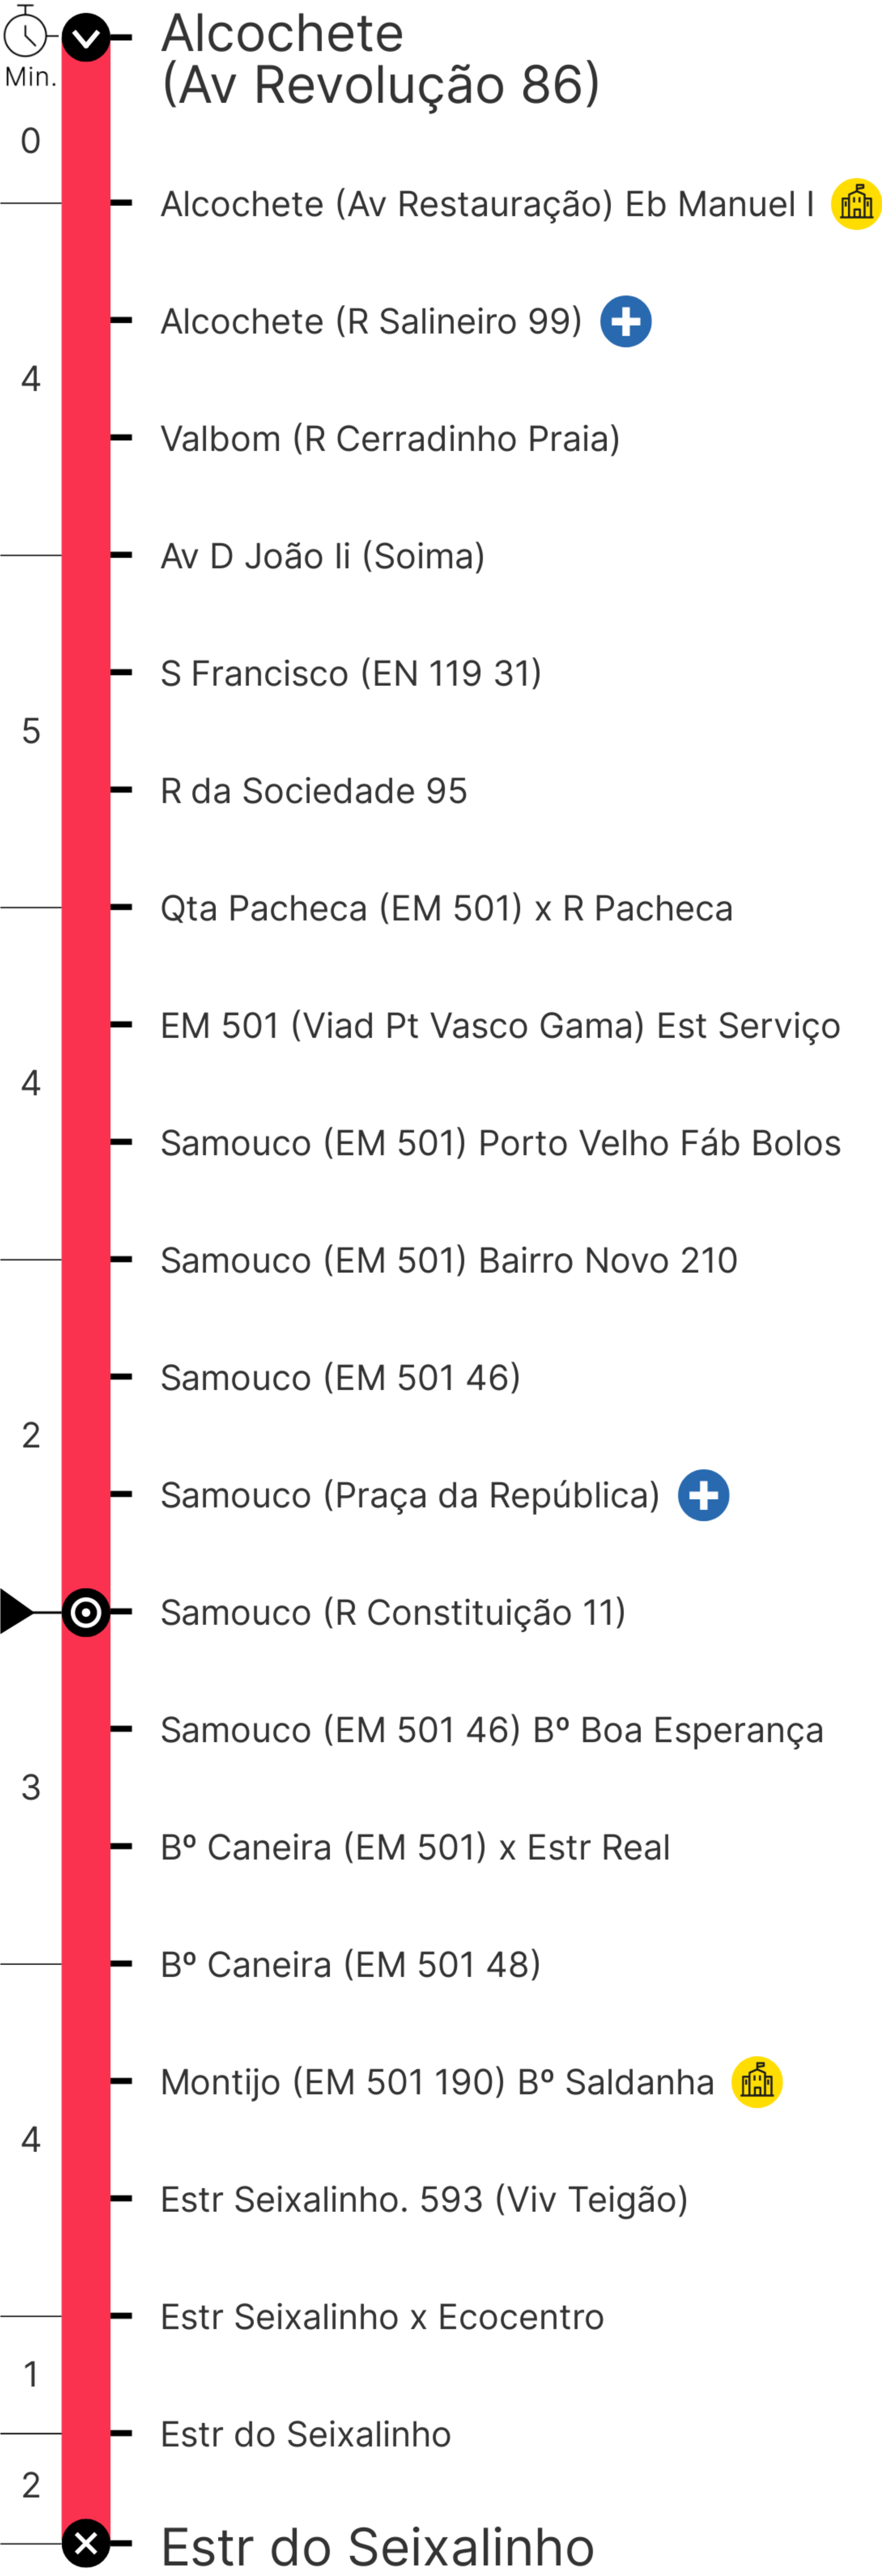 Alcochete
(Av Revolução 86)
Min.
0
Alcochete (Av Restauração) Eb Manuel I
Alcochete (R Salineiro 99)
4
Valbom (R Cerradinho Praia)
Av D João Ii (Soima)
S Francisco (EN 119 31)
5
R da Sociedade 95
Qta Pacheca (EM 501) x R Pacheca
EM 501 (Viad Pt Vasco Gama) Est Serviço
4
Samouco (EM 501) Porto Velho Fáb Bolos
Samouco (EM 501) Bairro Novo 210
Samouco (EM 501 46)
2
Samouco (Praça da República)
Samouco (R Constituição 11)
Samouco (EM 501 46) Bº Boa Esperança
3
Bº Caneira (EM 501) x Estr Real
Bº Caneira (EM 501 48)
Montijo (EM 501 190) Bº Saldanha
4
Estr Seixalinho. 593 (Viv Teigão)
Estr Seixalinho x Ecocentro
1
Estr do Seixalinho
2
Estr do Seixalinho